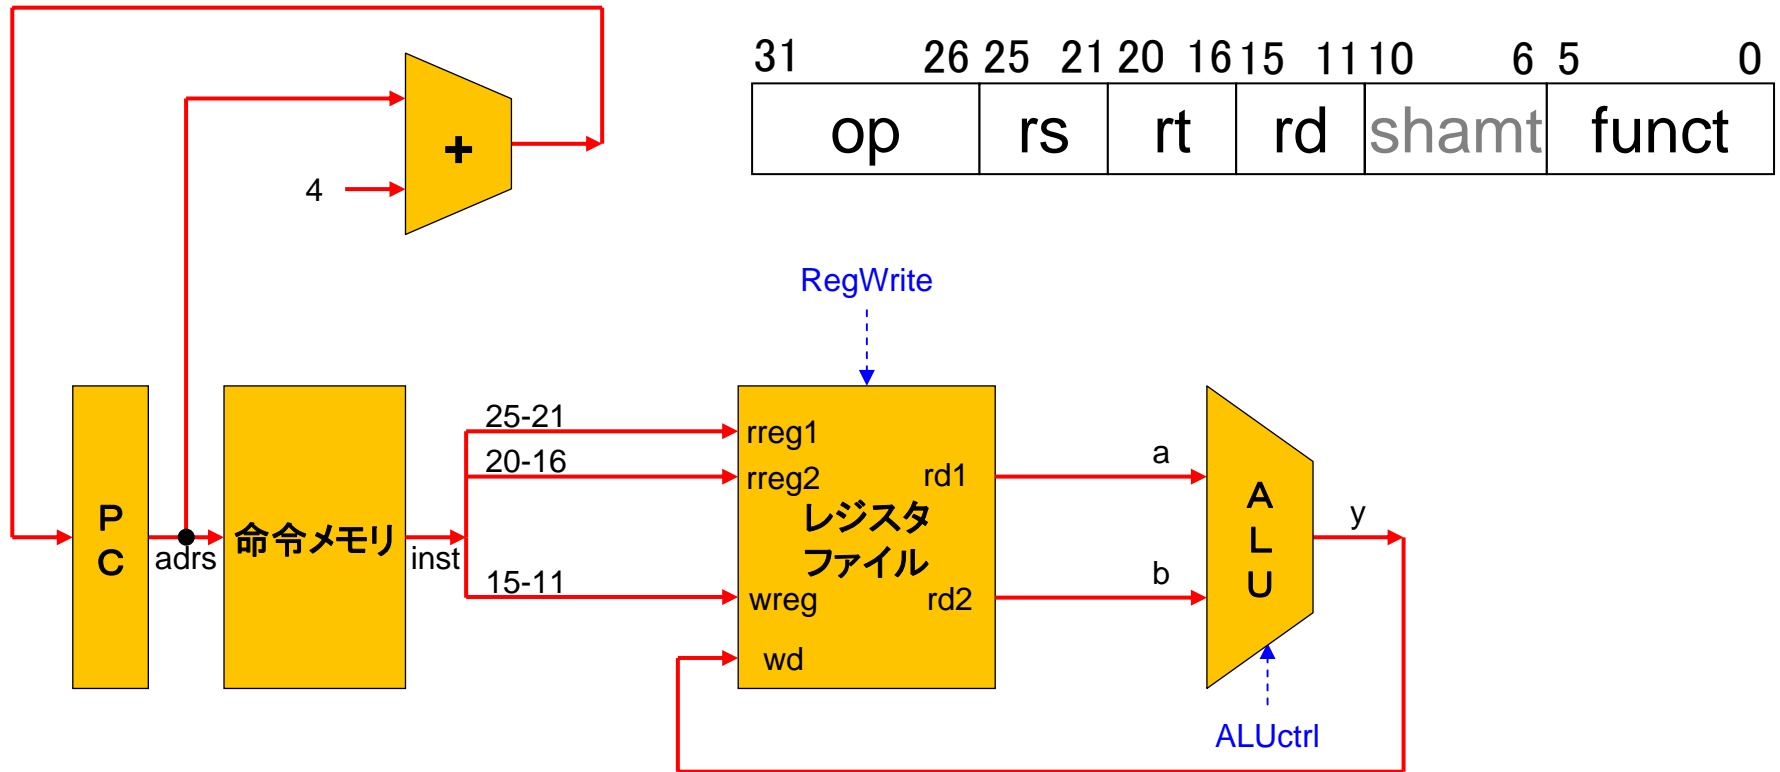 31 26 25 21 20 16 15 11 10 6 5 0
op rs rt rd shamt funct
+
4
RegWrite
PC
adrs
命令メモリ
inst
25-21
20-16
15-11
rreg1
rreg2
rd1
レジスタ
ファイル
wreg
rd2
wd
a
b
ALU
y
ALUctrl